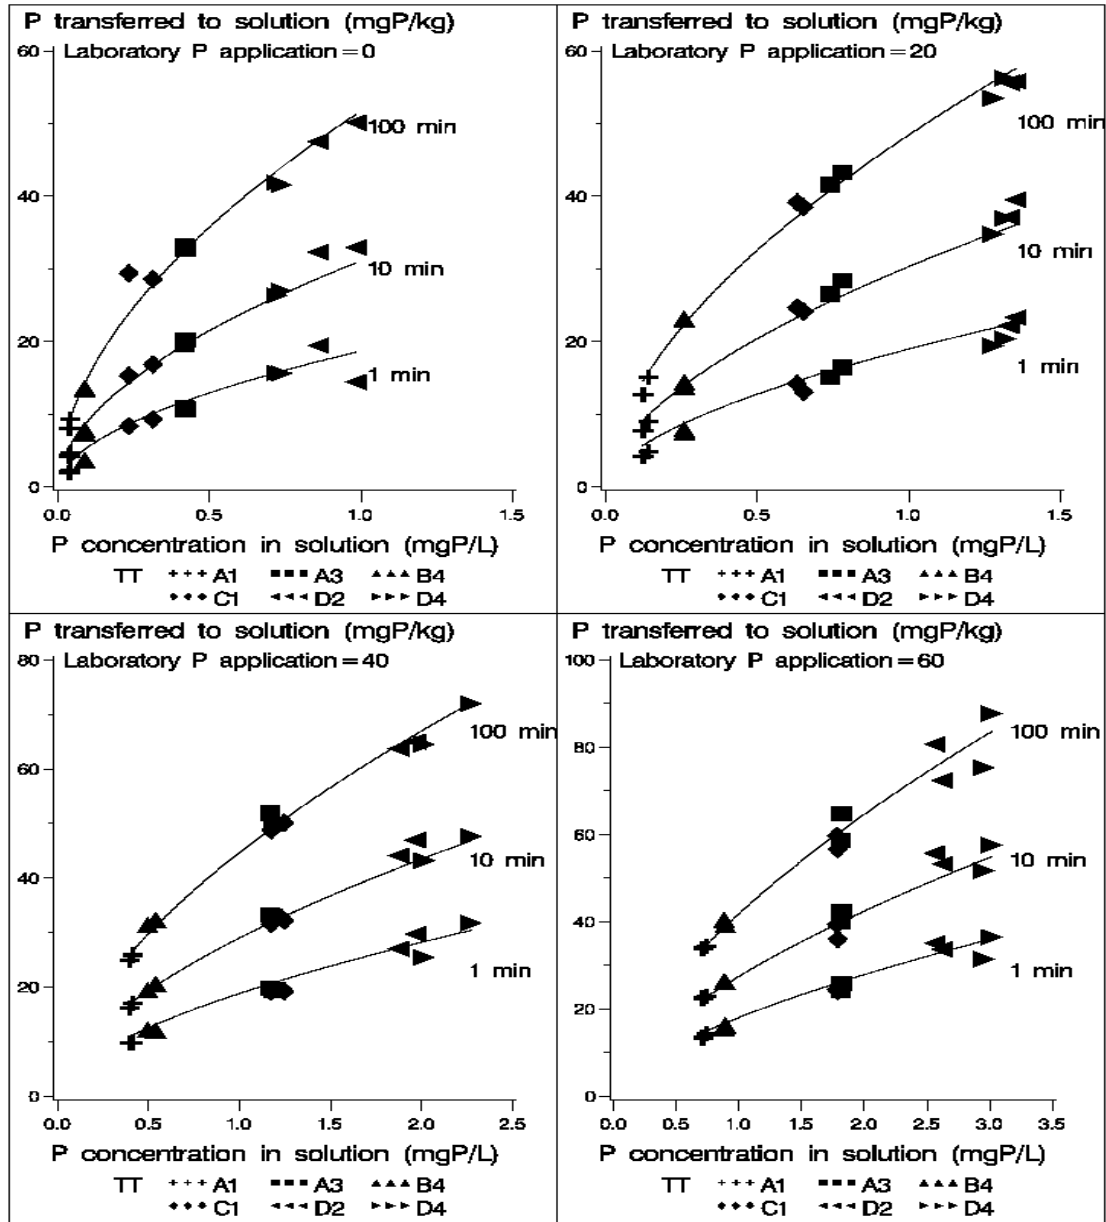 P transferred to solution (mgP/kg)
60
Laboratory P application=0
100 min
40
10 min
20
1 min
0
0.0 0.5 1.0 1.5
P concentration in solution (mgP/L)
TT A1 A3 B4
C1 D2 D4
P transferred to solution (mgP/kg)
60
Laboratory P application=20
100 min
40
10 min
20
1 min
0
0.0 0.5 1.0 1.5
P concentration in solution (mgP/L)
TT A1 A3 B4
C1 D2 D4
P transferred to solution (mgP/kg)
80
Laboratory P application=40
100 min
60
40
10 min
20
1 min
0
0.0 0.5 1.0 1.5 2.0 2.5
P concentration in solution (mgP/L)
TT A1 A3 B4
C1 D2 D4
P transferred to solution (mgP/kg)
100
Laboratory P application=60
100 min
80
60
10 min
40
1 min
20
0
0.0 0.5 1.0 1.5 2.0 2.5 3.0 3.5
P concentration in solution (mgP/L)
TT A1 A3 B4
C1 D2 D4